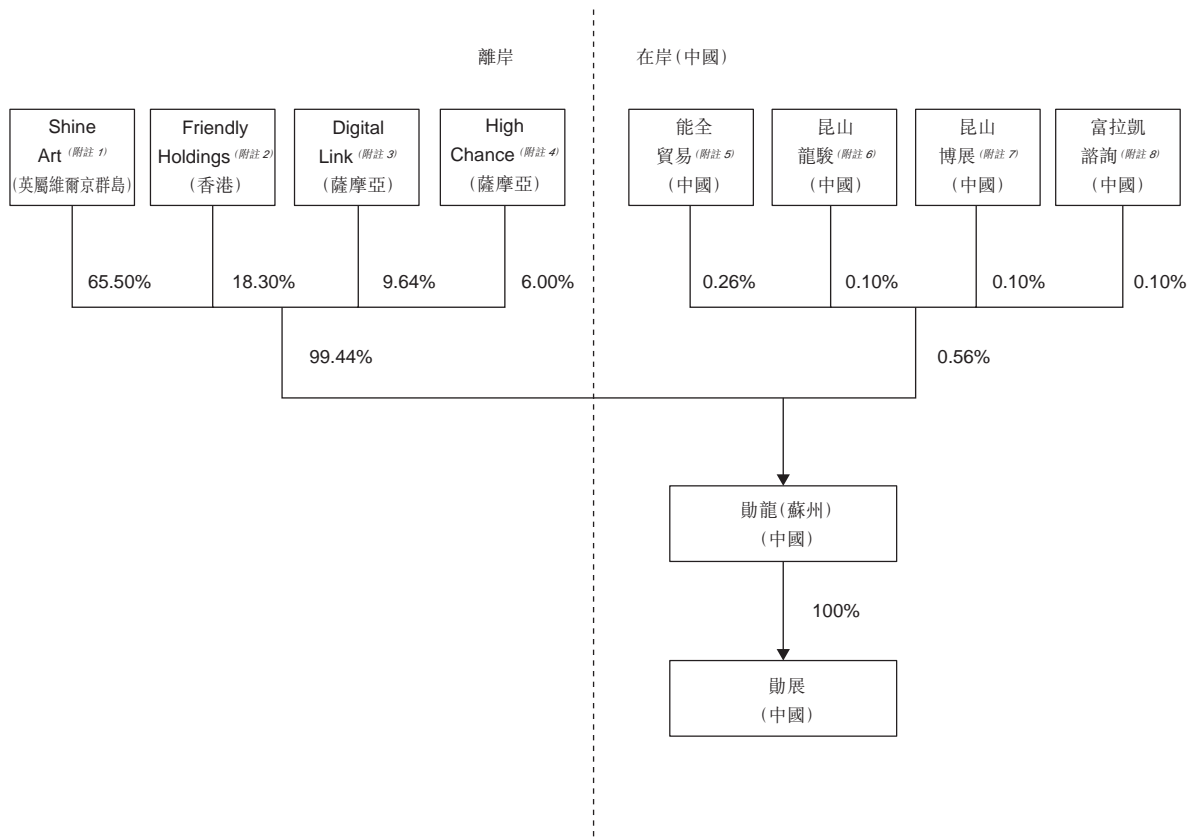 離岸
在岸(中國)
Shine
Art (附註 1)
(英屬維爾京群島)
Friendly
Holdings (附註 2)
(香港)
Digital
Link (附註 3)
(薩摩亞)
High
Chance (附註 4)
(薩摩亞)
能全
貿易 (附註 5)
(中國)
昆山
龍駿 (附註 6)
(中國)
昆山
博展 (附註 7)
(中國)
富拉凱
諮詢 (附註 8)
(中國)
65.50%
18.30%
9.64%
6.00%
0.26%
0.10%
0.10%
0.10%
99.44%
0.56%
勛龍(蘇州)
(中國)
100%
勛展
(中國)